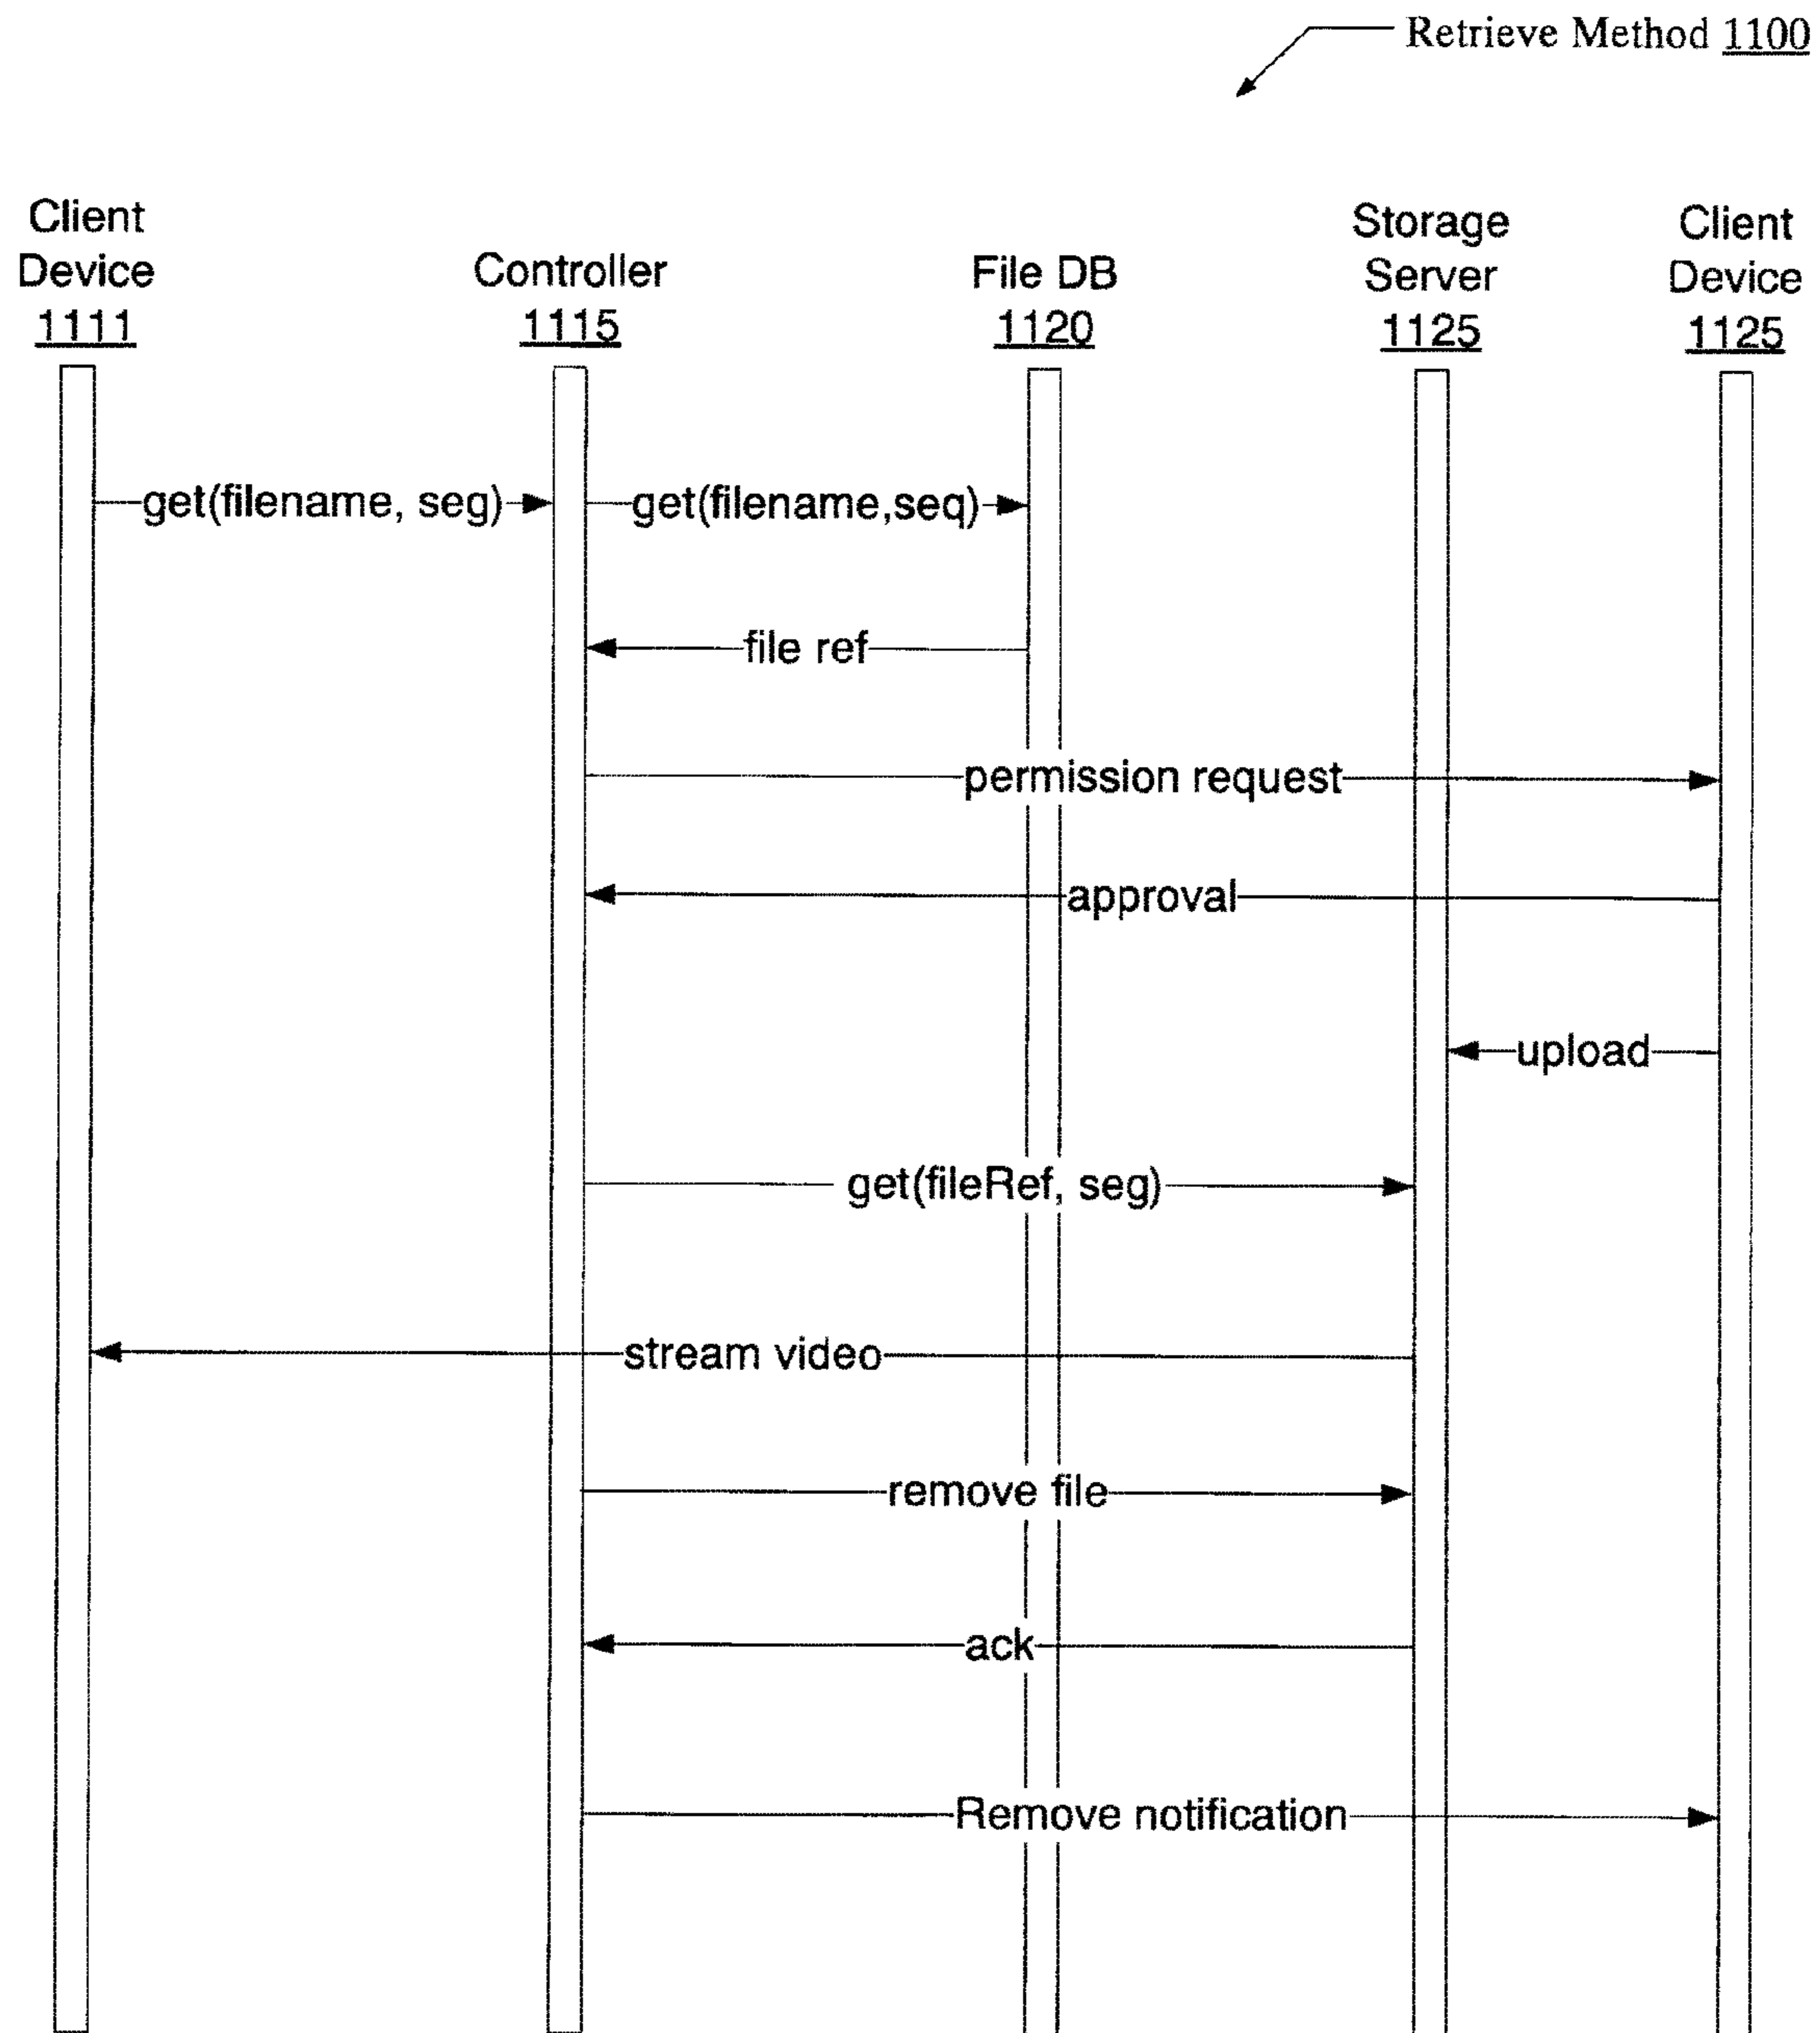 Retrieve Method 1100
Client
Device
1111
Controller
1115
File DB
1120
Storage
Server
1125
Client
Device
1125
get(filename, seg)
get(filename,seq)
file ref
permission request
approval
upload
get(fileRef, seg)
stream video
remove file
ack
Remove notification